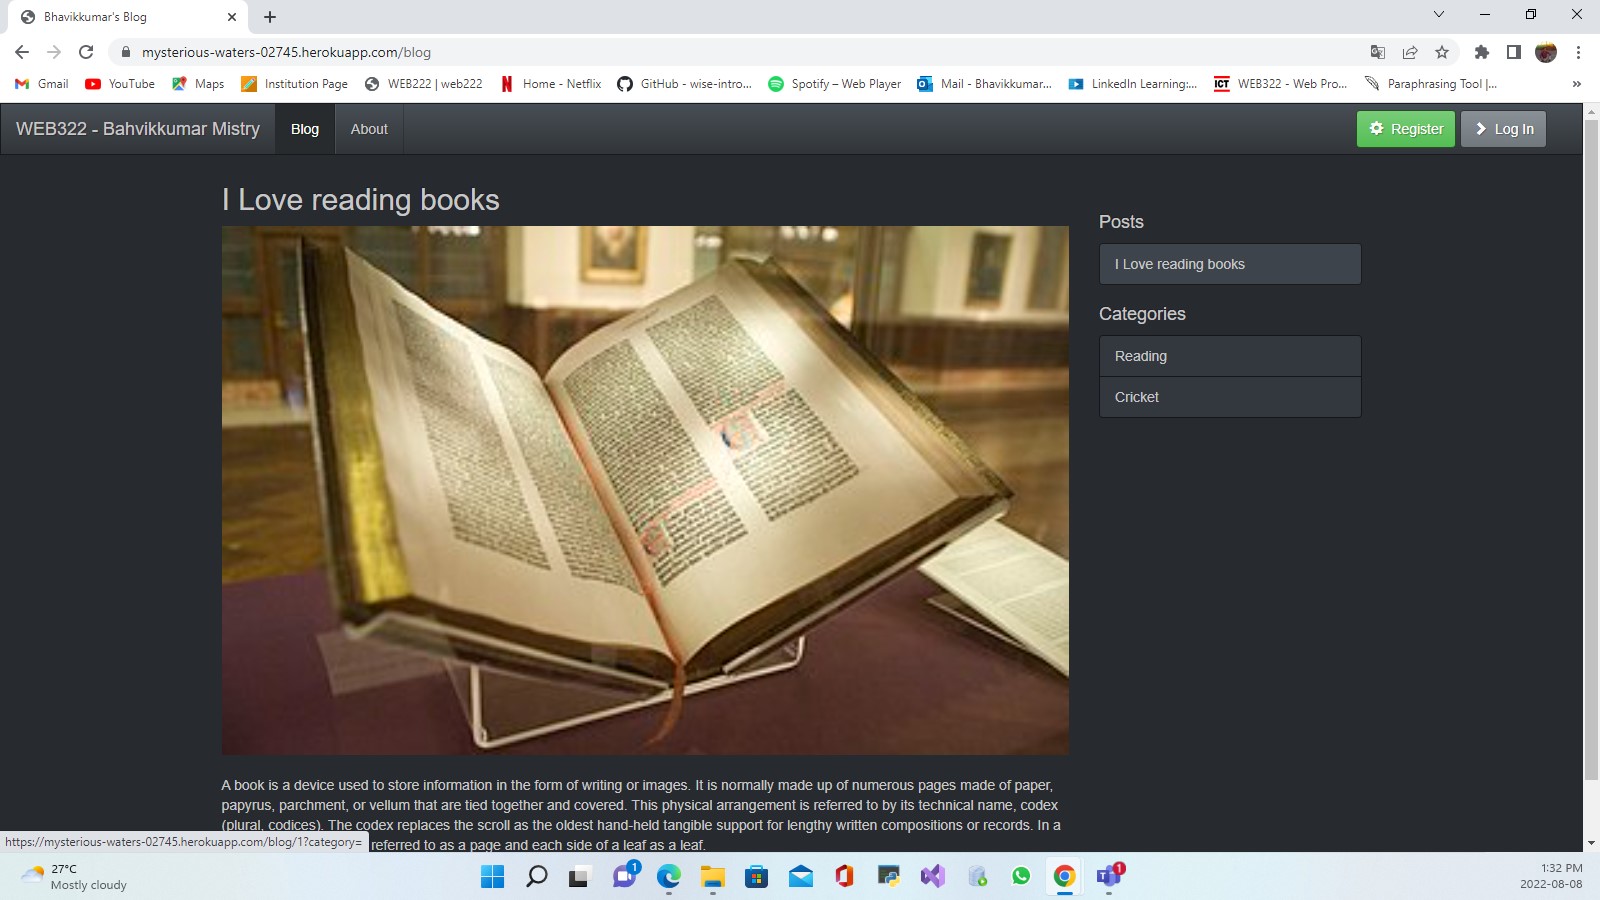 Bhavikkumar's Blog
mysterious-waters-02745.herokuapp.com/blog
Gmail YouTube Maps Institution Page WEB222 | web222 Home - Netflix GitHub - wise-intro... Spotify – Web Player Mail - Bhavikkumar... LinkedIn Learning:... ICT WEB322 - Web Pro... Paraphrasing Tool |... »
WEB322 - Bahvikkumar Mistry Blog About Register Log In
I Love reading books
Posts
I Love reading books
Categories
Reading
Cricket
A book is a device used to store information in the form of writing or images. It is normally made up of numerous pages made of paper,
papyrus, parchment, or vellum that are tied together and covered. This physical arrangement is referred to by its technical name, codex
(plural, codices). The codex replaces the scroll as the oldest hand-held tangible support for lengthy written compositions or records. In a
referred to as a page and each side of a leaf as a leaf.
https://mysterious-waters-02745.herokuapp.com/blog/1?category=
27°C
Mostly cloudy
1
1
1:32 PM
2022-08-08